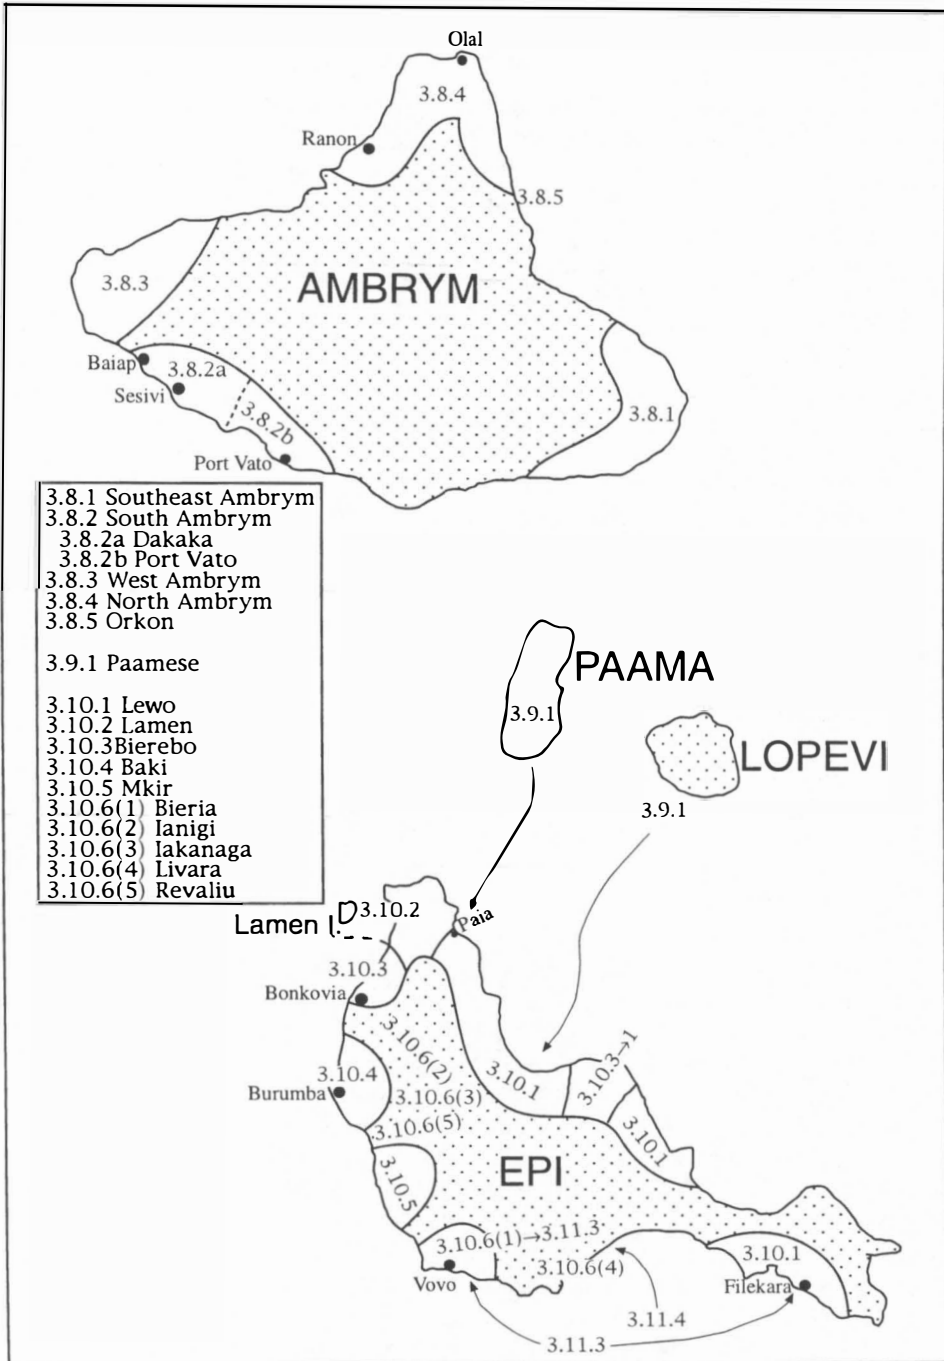 Olal
3.8.4
Ranon
3.8.5
3.8.3
AMBRYM
Baiap
3.8.2a
Sesivi
3.8.2b
3.8.1
Port Vato
3.8.1 Southeast Ambrym
3.8.2 South Ambrym
3.8.2a Dakaka
3.8.2b Port Vato
3.8.3 West Ambrym
3.8.4 North Ambrym
3.8.5 Orkon
3.9.1 Paamese
3.10.1 Lewo
3.10.2 Lamen
3.10.3Bierebo
3.10.4 Baki
3.10.5 Mkir
3.10.6(1) Bieria
3.10.6(2) Ianigi
3.10.6(3) Iakanaga
3.10.6(4) Livara
3.10.6(5) Revaliu
PAAMA
3.9.1
LOPEVI
3.9.1
3.10.2
Lamen I.
Paia
3.10.3
Bonkovia
3.10.6(2)
3.10.1
3.10.3→1
3.10.4
Burumba
3.10.6(3)
3.10.6(5)
3.10.1
EPI
3.10.5
3.10.6(1)→3.11.3
3.10.1
3.10.6(4)
Vovo
Filekara
3.11.4
3.11.3